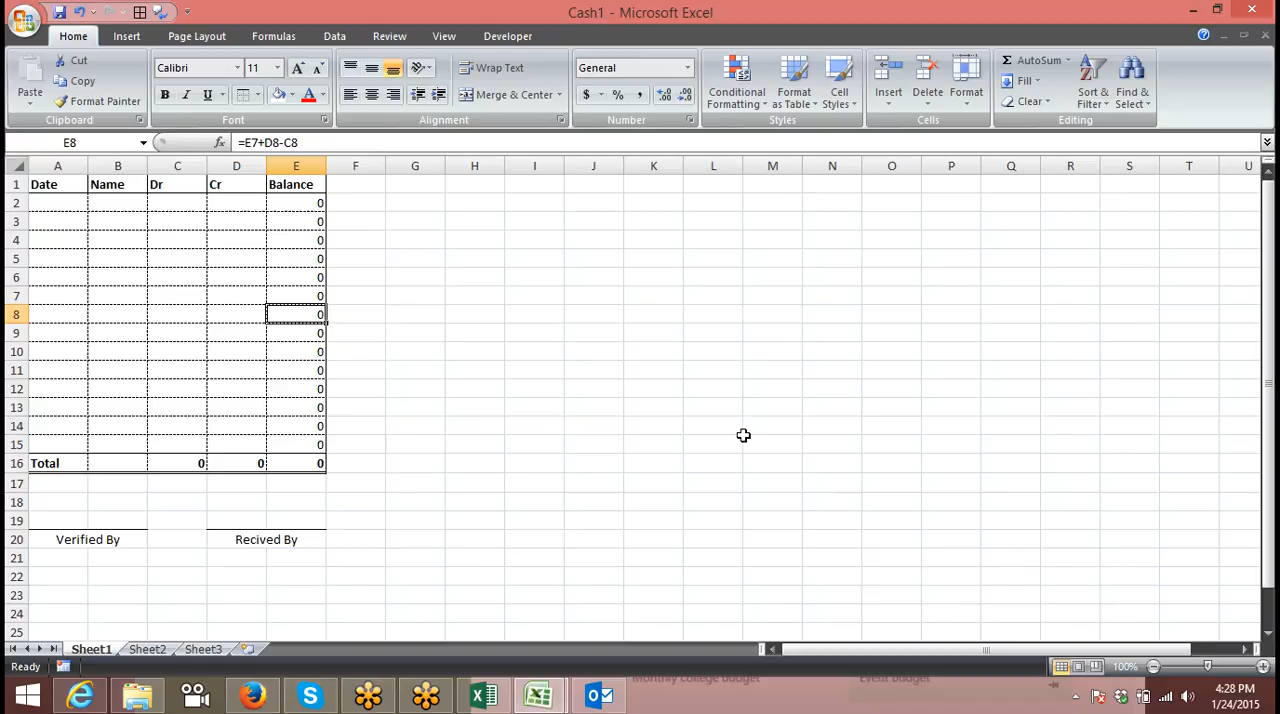 Cash1 - Microsoft Excel
Home Insert Page Layout Formulas Data Review View Developer
Paste Cut Copy Format Painter Clipboard
Calibri 11 B I U Font
Wrap Text Merge & Center Alignment
General $ % , Number
Conditional Formatting Format as Table Cell Styles Styles
Insert Delete Format Cells
AutoSum Fill Clear Sort & Filter Find & Select Editing
E8 fx =E7+D8-C8
A B C D E F G H I J K L M N O P Q R S T U
1 Date Name Dr Cr Balance
2 0
3 0
4 0
5 0
6 0
7 0
8 0
9 0
10 0
11 0
12 0
13 0
14 0
15 0
16 Total 0 0 0
17
18
19
20 Verified By Recived By
21
22
23
24
25
Sheet1 Sheet2 Sheet3
Ready 100%
Monthly college budget Event budget
4:28 PM
1/24/2015